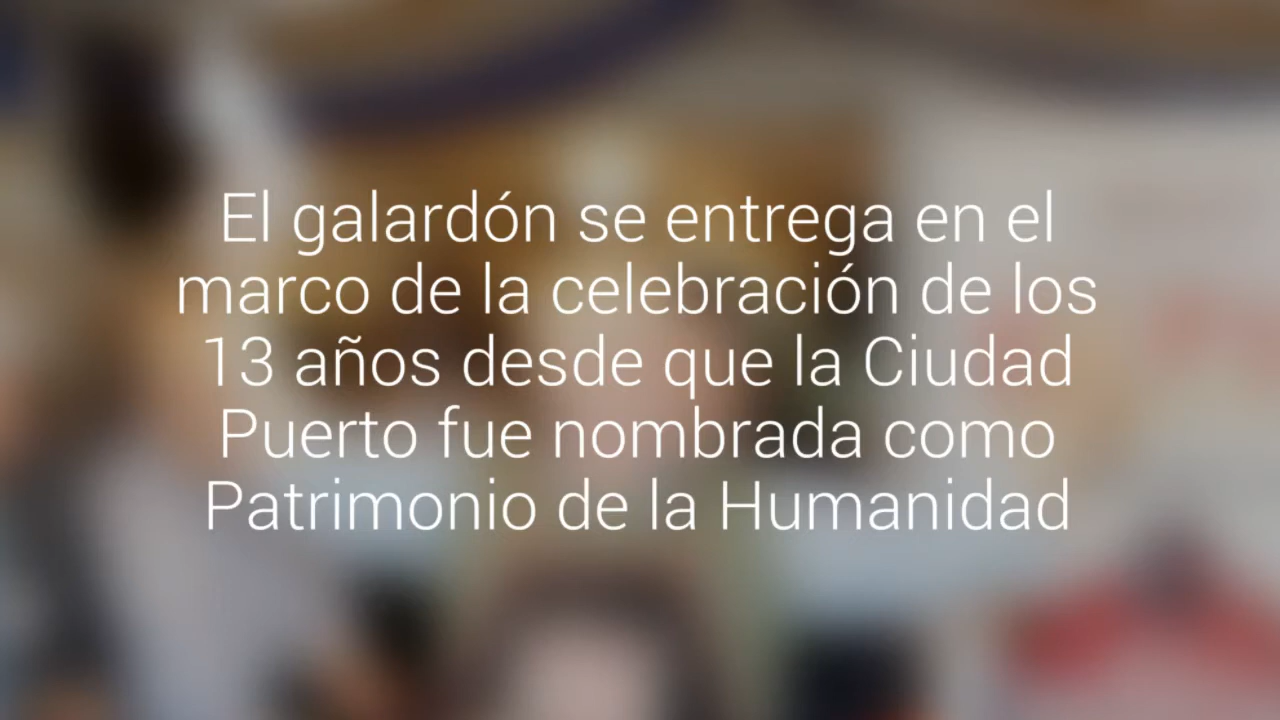 El galardón se entrega en el
marco de la celebración de los
13 años desde que la Ciudad
Puerto fue nombrada como
Patrimonio de la Humanidad